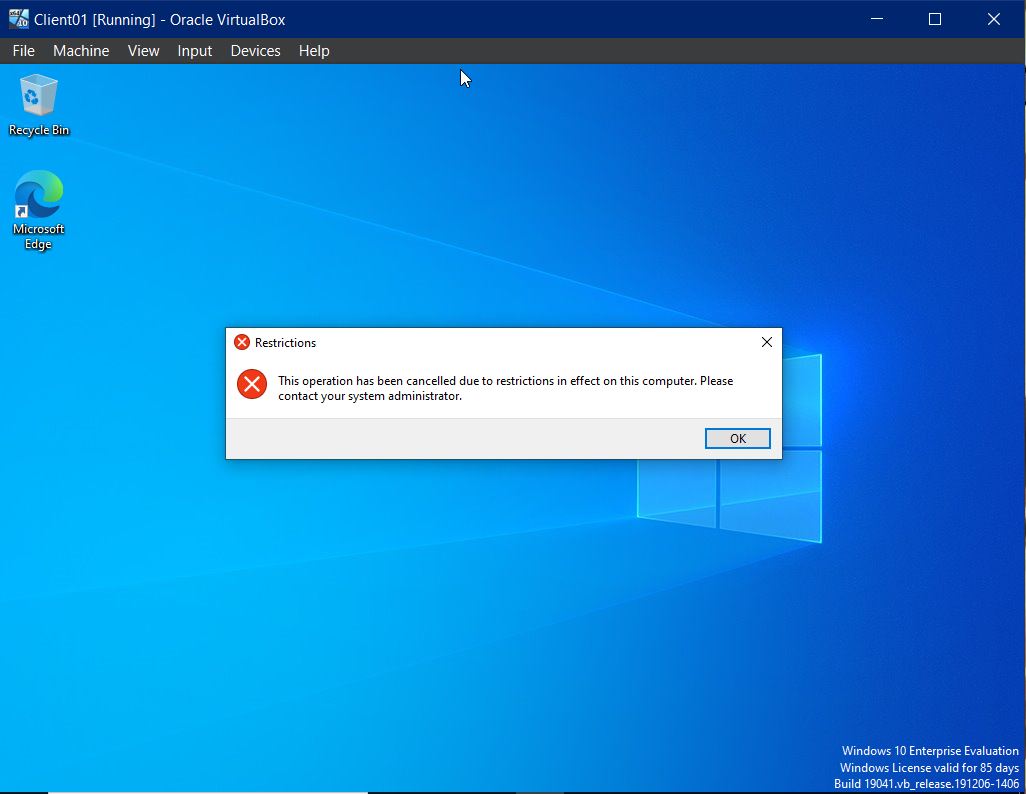 Client01 [Running] - Oracle VirtualBox
File Machine View Input Devices Help
Recycle Bin
Microsoft
Edge
Restrictions
This operation has been cancelled due to restrictions in effect on this computer. Please
contact your system administrator.
OK
Windows 10 Enterprise Evaluation
Windows License valid for 85 days
Build 19041.vb_release.191206-1406